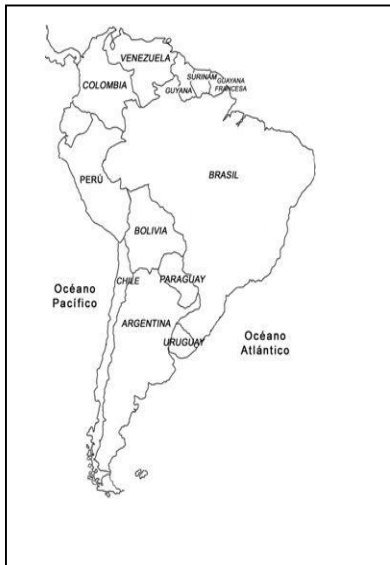 VENEZUELA
COLOMBIA
GUYANA
SURINAM
GUAYANA
FRANCESA
PERÚ
BRASIL
BOLIVIA
CHILE
PARAGUAY
Océano
Pacífico
ARGENTINA
URUGUAY
Océano
Atlántico